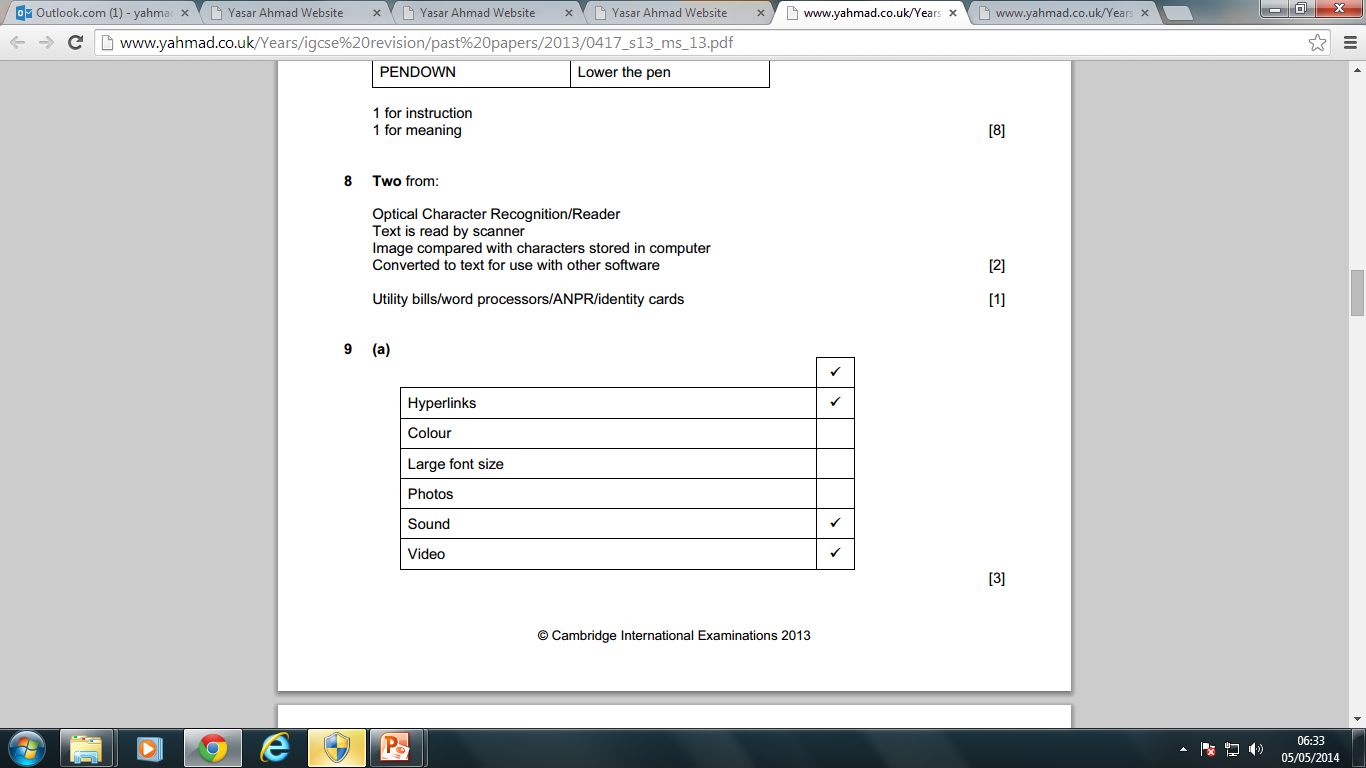 Outlook.com (1) - yahma
Yasar Ahmad Website
Yasar Ahmad Website
Yasar Ahmad Website
www.yahmad.co.uk/Years
www.yahmad.co.uk/Years
www.yahmad.co.uk/Years/igcse%20revision/past%20papers/2013/0417_s13_ms_13.pdf
PENDOWN Lower the pen
1 for instruction
1 for meaning [8]
8 Two from:
Optical Character Recognition/Reader
Text is read by scanner
Image compared with characters stored in computer
Converted to text for use with other software [2]
Utility bills/word processors/ANPR/identity cards [1]
9 (a)
✓
Hyperlinks ✓
Colour
Large font size
Photos
Sound ✓
Video ✓
[3]
© Cambridge International Examinations 2013
06:33
05/05/2014